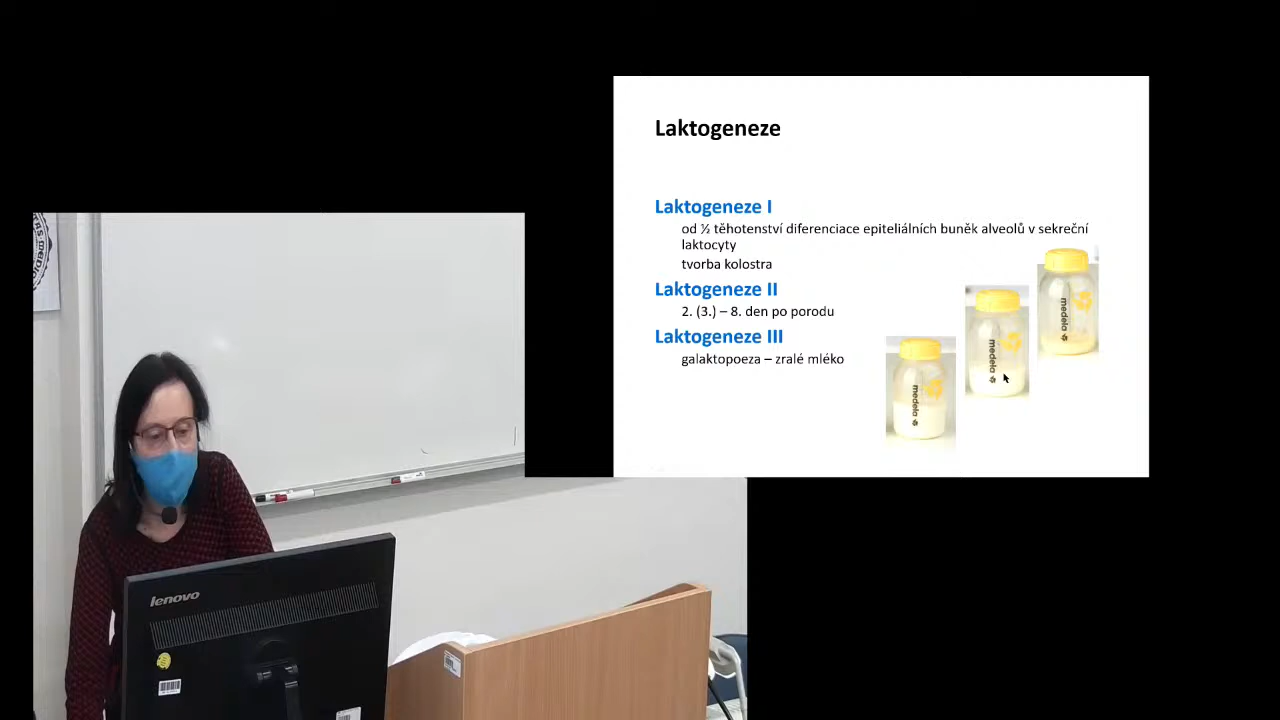 Laktogeneze
Laktogeneze I
od ½ těhotenství diferenciace epiteliálních buněk alveolů v sekreční
laktocyty
tvorba kolostra
Laktogeneze II
2. (3.) – 8. den po porodu
Laktogeneze III
galaktopoeza – zralé mléko
medela
medela
medela
lenovo